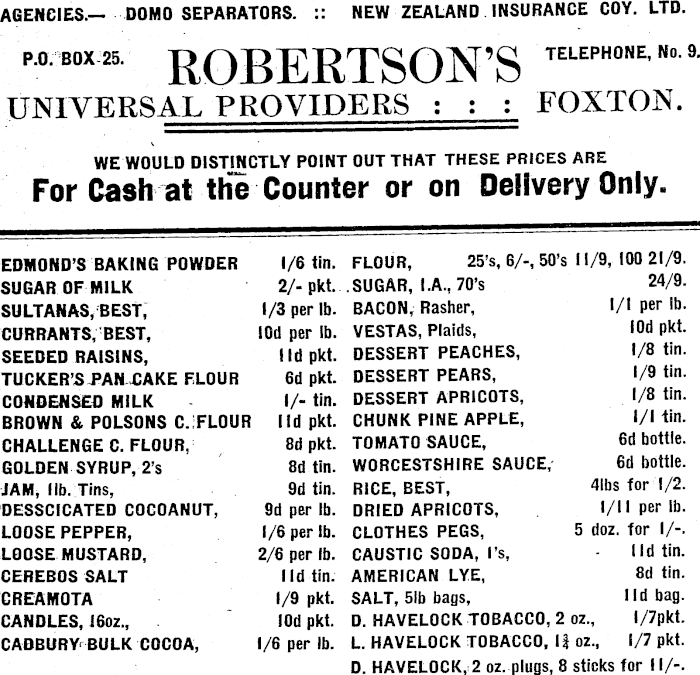 AGENCIES.— DOMO SEPARATORS. :: NEW ZEALAND INSURANCE COY. LTD.
P.O. BOX 25. ROBERTSON'S TELEPHONE, No. 9.
UNIVERSAL PROVIDERS : : : FOXTON.
WE WOULD DISTINCTLY POINT OUT THAT THESE PRICES ARE
For Cash at the Counter or on Delivery Only.
EDMOND'S BAKING POWDER 1/6 tin.
SUGAR OF MILK 2/- pkt.
SULTANAS, BEST, 1/3 per lb.
CURRANTS, BEST, 10d per lb.
SEEDED RAISINS, 11d pkt.
TUCKER'S PAN CAKE FLOUR 6d pkt.
CONDENSED MILK 1/- tin.
BROWN & POLSONS C. FLOUR 11d pkt.
CHALLENGE C. FLOUR, 8d pkt.
GOLDEN SYRUP, 2's 8d tin.
JAM, 1lb. Tins, 9d tin.
DESSCICATED COCOANUT, 9d per lb.
LOOSE PEPPER, 1/6 per lb.
LOOSE MUSTARD, 2/6 per lb.
CEREBOS SALT 11d tin.
CREAMOTA 1/9 pkt.
CANDLES, 16oz., 10d pkt.
CADBURY BULK COCOA, 1/6 per lb.
FLOUR, 25's, 6/-, 50's 11/9, 100 21/9.
SUGAR, 1.A., 70's 24/9.
BACON, Rasher, 1/1 per lb.
VESTAS, Plaids, 10d pkt.
DESSERT PEACHES, 1/8 tin.
DESSERT PEARS, 1/9 tin.
DESSERT APRICOTS, 1/8 tin.
CHUNK PINE APPLE, 1/1 tin.
TOMATO SAUCE, 6d bottle.
WORCESTSHIRE SAUCE, 6d bottle.
RICE, BEST, 4lbs for 1/2.
DRIED APRICOTS, 1/11 per lb.
CLOTHES PEGS, 5 doz. for 1/-.
CAUSTIC SODA, 1's, 11d tin.
AMERICAN LYE, 8d tin.
SALT, 5lb bags, 11d bag.
D. HAVELOCK TOBACCO, 2 oz., 1/7pkt.
L. HAVELOCK TOBACCO, 1¾ oz., 1/7 pkt.
D. HAVELOCK, 2 oz. plugs, 8 sticks for 11/-.